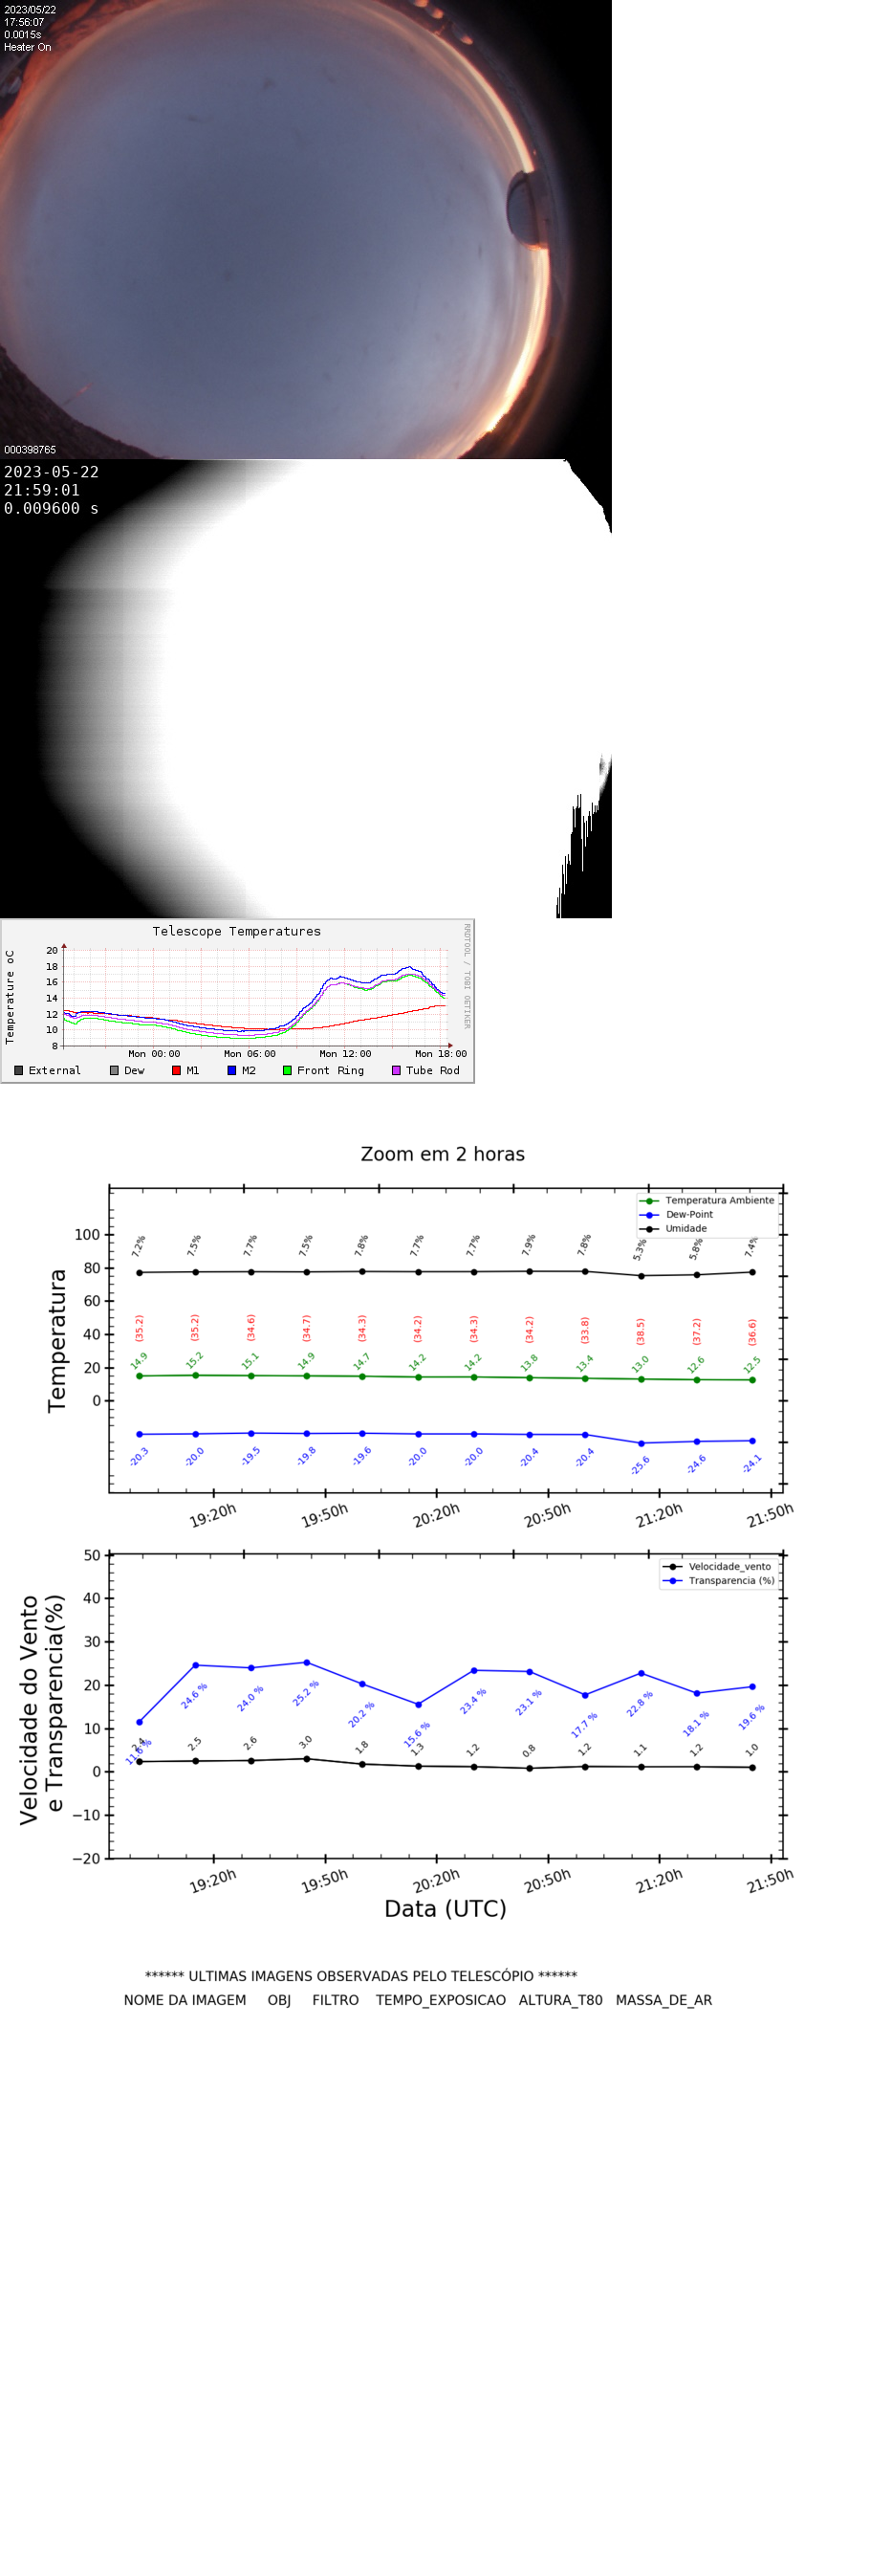 2023/05/22
17:56:07
0.0015s
Heater On
000398765
2023-05-22
21:59:01
0.009600 s
Telescope Temperatures
RRDTOOL / TOBI OETIKER
Temperature oC
20
18
16
14
12
10
8
Mon 00:00 Mon 06:00 Mon 12:00 Mon 18:00
External Dew M1 M2 Front Ring Tube Rod
Zoom em 2 horas
Temperatura Ambiente
Dew-Point
Umidade
Temperatura
100
80
60
40
20
0
7.2% 7.5% 7.7% 7.5% 7.8% 7.7% 7.7% 7.9% 7.8% 5.3% 5.8% 7.4%
(35.2) (35.2) (34.6) (34.7) (34.3) (34.2) (34.3) (34.2) (33.8) (38.5) (37.2) (36.6)
14.9 15.2 15.1 14.9 14.7 14.2 14.2 13.8 13.4 13.0 12.6 12.5
-20.3 -20.0 -19.5 -19.8 -19.6 -20.0 -20.0 -20.4 -20.4 -25.6 -24.6 -24.1
19:20h 19:50h 20:20h 20:50h 21:20h 21:50h
Velocidade_vento
Transparencia (%)
Velocidade do Vento
e Transparencia(%)
50
40
30
20
10
0
−10
−20
24.6 % 24.0 % 25.2 % 20.2 % 15.6 % 23.4 % 23.1 % 17.7 % 22.8 % 18.1 % 19.6 %
2.4 2.5 2.6 3.0 1.8 1.3 1.2 0.8 1.2 1.1 1.2 1.0
19:20h 19:50h 20:20h 20:50h 21:20h 21:50h
Data (UTC)
****** ULTIMAS IMAGENS OBSERVADAS PELO TELESCÓPIO ******
NOME DA IMAGEM OBJ FILTRO TEMPO_EXPOSICAO ALTURA_T80 MASSA_DE_AR